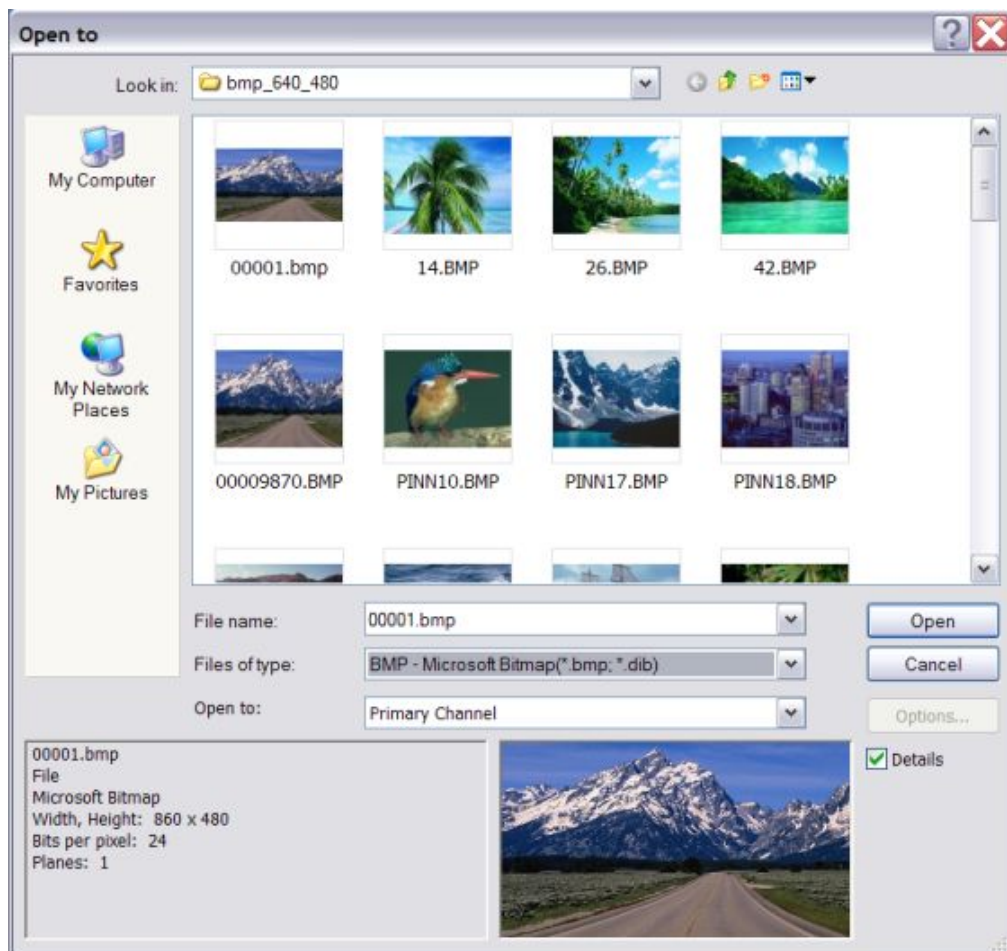 Open to
Look in:
bmp_640_480
My Computer
Favorites
My Network
Places
My Pictures
00001.bmp
14.BMP
26.BMP
42.BMP
00009870.BMP
PINN10.BMP
PINN17.BMP
PINN18.BMP
File name:
00001.bmp
Open
Files of type:
BMP - Microsoft Bitmap(*.bmp; *.dib)
Cancel
Open to:
Primary Channel
Options...
00001.bmp
File
Microsoft Bitmap
Width, Height: 860 x 480
Bits per pixel: 24
Planes: 1
Details